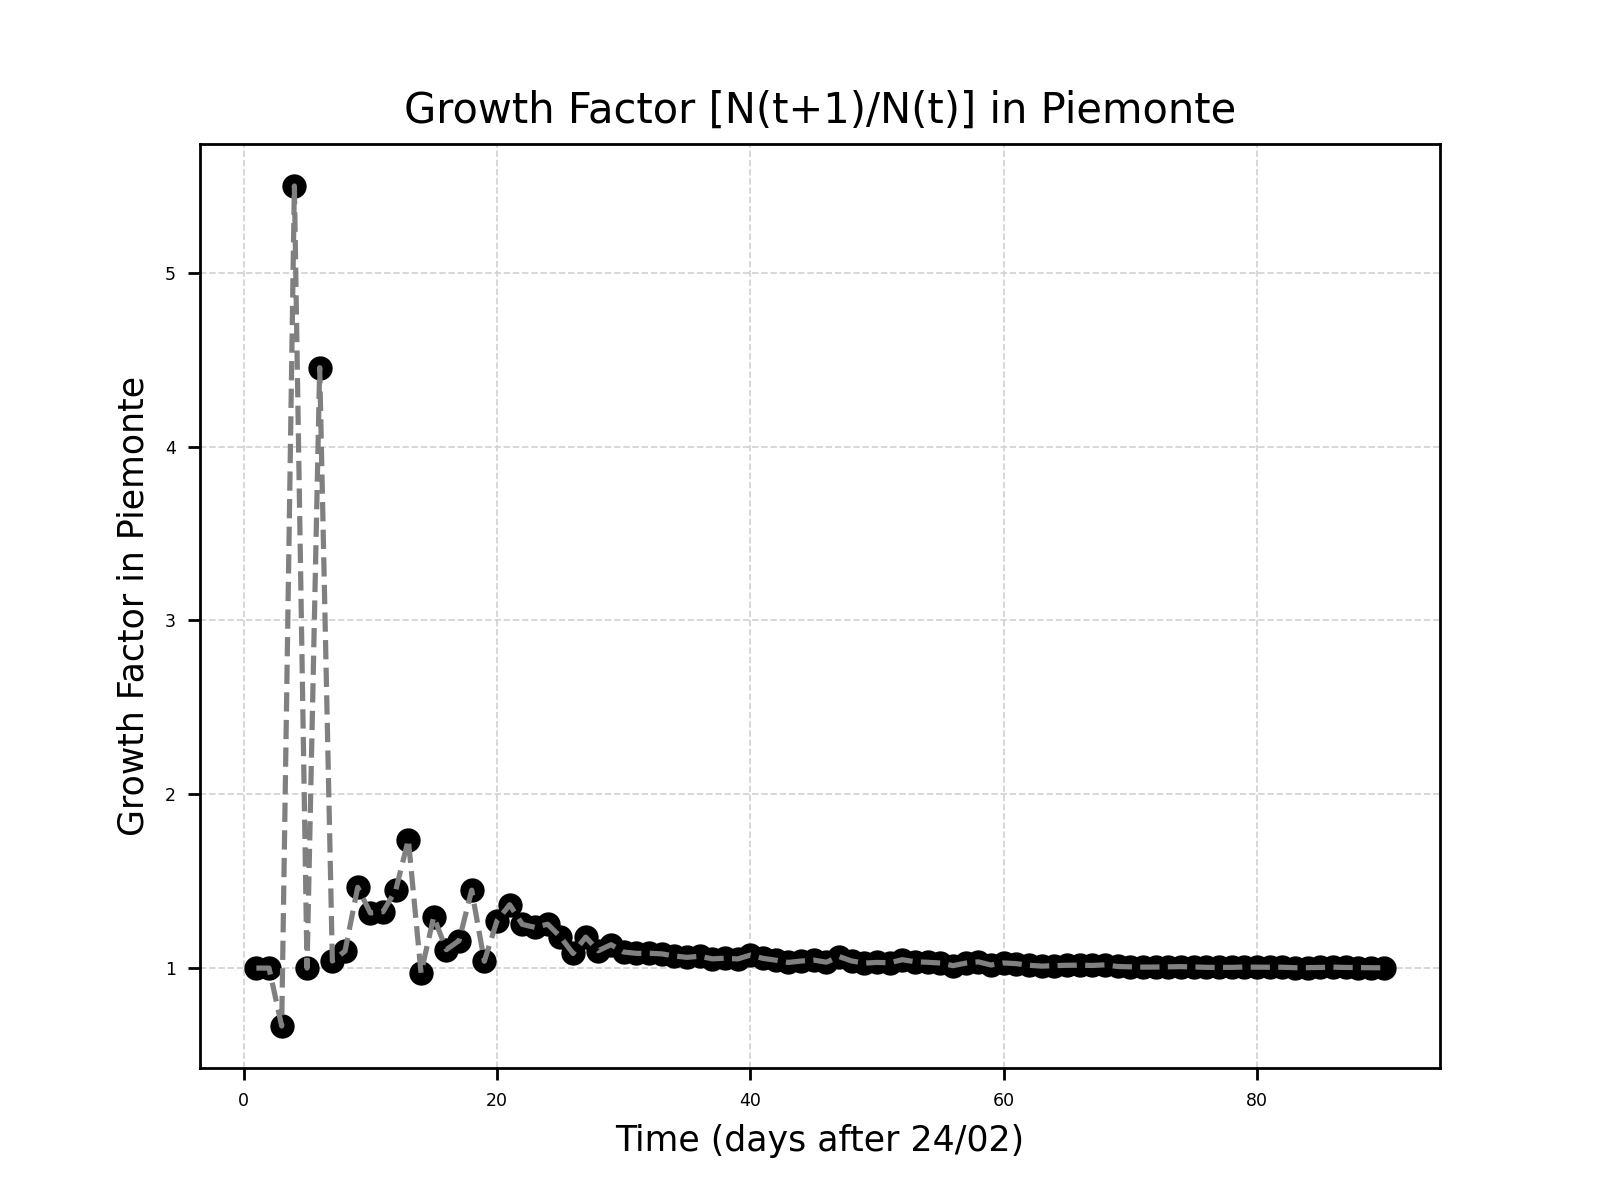 Growth Factor [N(t+1)/N(t)] in Piemonte
Growth Factor in Piemonte
5
4
3
2
1
0 20 40 60 80
Time (days after 24/02)